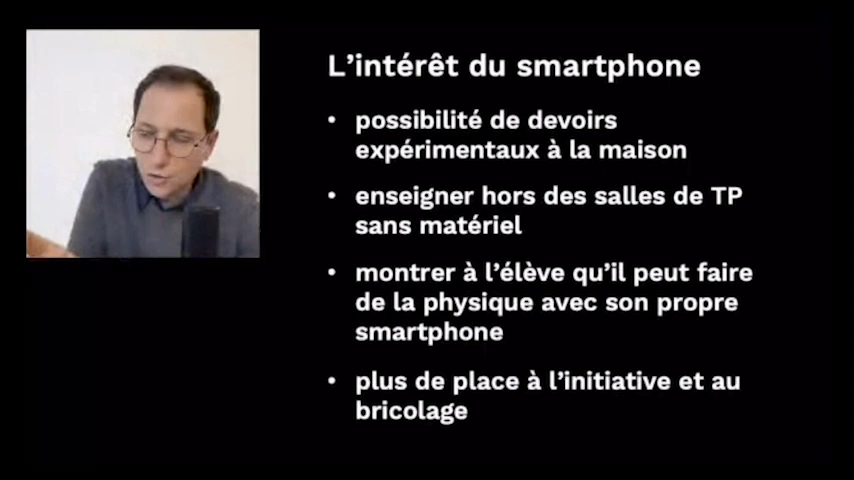 L’intérêt du smartphone
• possibilité de devoirs
expérimentaux à la maison
• enseigner hors des salles de TP
sans matériel
• montrer à l’élève qu’il peut faire
de la physique avec son propre
smartphone
• plus de place à l’initiative et au
bricolage